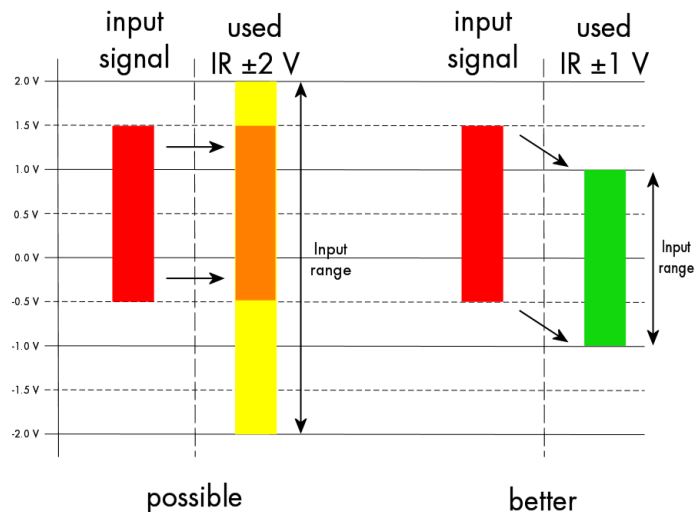 input
signal
used
IR ±2 V
input
signal
used
IR ±1 V
2.0 V
1.5 V
1.0 V
0.5 V
0.0 V
-0.5 V
-1.0 V
-1.5 V
-2.0 V
Input
range
Input
range
possible
better